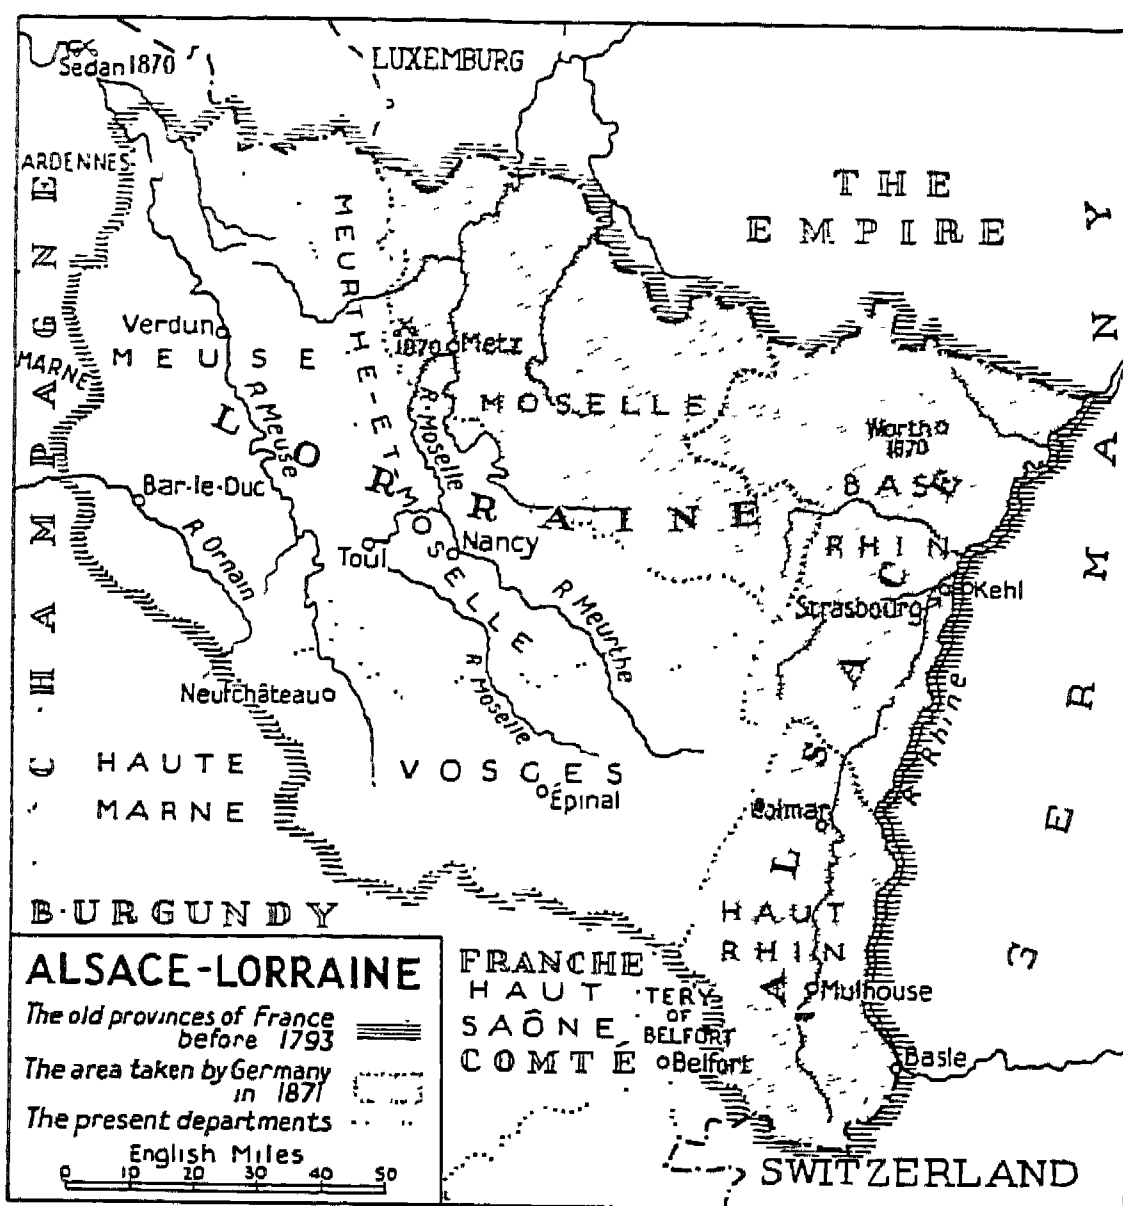 Sedan 1870
LUXEMBURG
ARDENNES
THE
EMPIRE
CHAMPAGNE
MEURTHE-ET-MOSELLE
GERMANY
Verdun
MEUSE
MARNE
1870
Metz
R. Moselle
MOSELLE
R Meuse
LORRAINE
Worth
1870
BAS
RHIN
Bar-le-Duc
R Ornain
Toul
Nancy
R Meurthe
Strasbourg
Kehl
ALSACE
R Rhine
Neufchâteau
R Moselle
HAUTE
MARNE
VOSGES
Épinal
Colmar
HAUT
RHIN
BURGUNDY
FRANCHE
HAUT
SAÔNE
COMTÉ
TERY
OF
BELFORT
Belfort
Mulhouse
Basle
SWITZERLAND
ALSACE-LORRAINE
The old provinces of France
before 1793
The area taken by Germany
in 1871
The present departments
English Miles
0 10 20 30 40 50